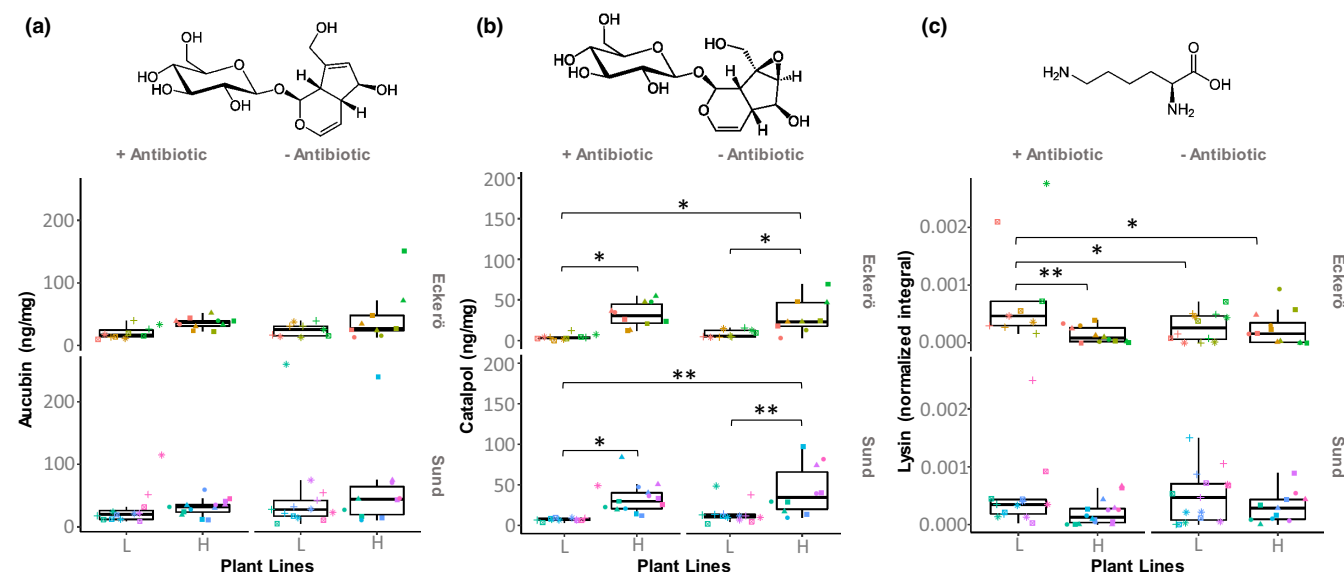 (a)
OH
HO
HO
HO
O
OH
O
HO
H
OH
O
H
+ Antibiotic
- Antibiotic
Aucubin (ng/mg)
200
100
0
200
100
0
Eckerö
Sund
L
H
L
H
Plant Lines
(b)
OH
HO
HO
HO
O
OH
O
HO
H
O
H
O
H
OH
+ Antibiotic
- Antibiotic
Catalpol (ng/mg)
200
150
100
50
0
200
150
100
50
0
*
*
*
**
*
**
Eckerö
Sund
L
H
L
H
Plant Lines
(c)
H2N
O
OH
NH2
+ Antibiotic
- Antibiotic
Lysin (normalized integral)
0.002
0.001
0.000
0.002
0.001
0.000
*
*
**
Eckerö
Sund
L
H
L
H
Plant Lines